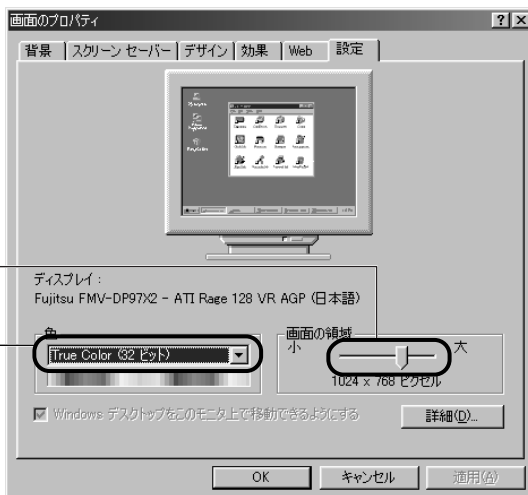 画面のプロパティ
背景 スクリーン セーバー デザイン 効果 Web 設定
ディスプレイ :
Fujitsu FMV-DP97X2 - ATI Rage 128 VR AGP (日本語)
色
True Color (32 ビット)
画面の領域
小 大
1024 x 768 ピクセル
Windows デスクトップをこのモニタ上で移動できるようにする
詳細(D)...
OK キャンセル 適用(A)